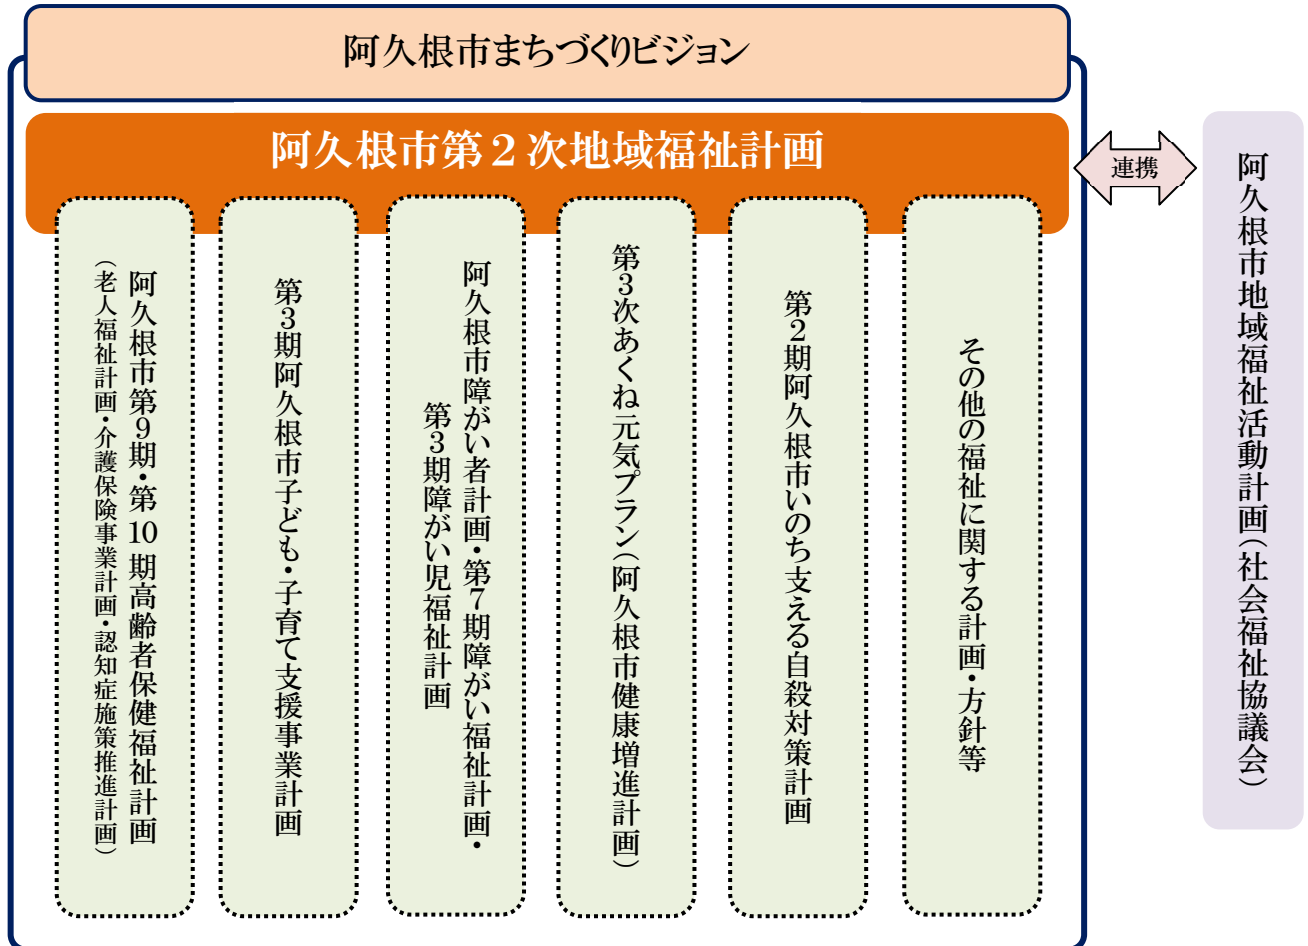 阿久根市まちづくりビジョン
阿久根市第２次地域福祉計画
連携
阿久根市第９期・第10期高齢者保健福祉計画
（老人福祉計画・介護保険事業計画・認知症施策推進計画）
第３期阿久根市子ども・子育て支援事業計画
阿久根市障がい者計画・第７期障がい福祉計画・
第３期障がい児福祉計画
第３次あくね元気プラン（阿久根市健康増進計画）
第２期阿久根市いのち支える自殺対策計画
その他の福祉に関する計画・方針等
阿久根市地域福祉活動計画（社会福祉協議会）